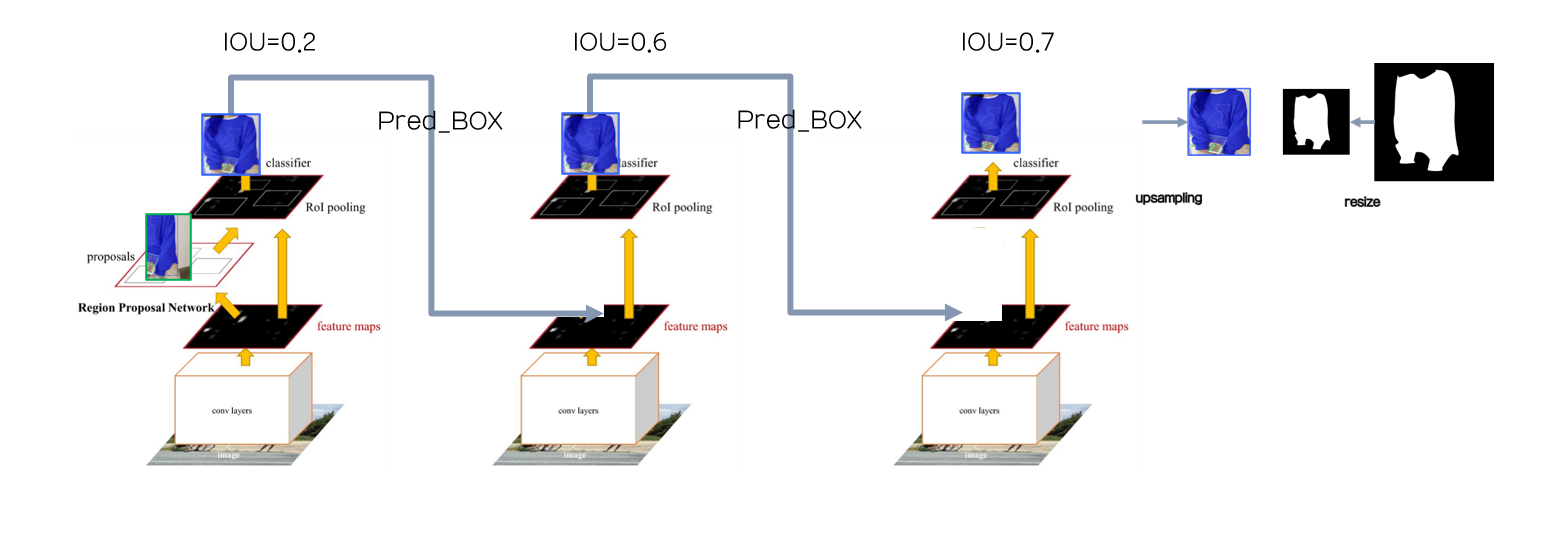 IOU=0.2
IOU=0.6
IOU=0.7
Pred_BOX
Pred_BOX
classifier
RoI pooling
proposals
Region Proposal Network
feature maps
conv layers
image
assifier
RoI pooling
feature maps
conv layers
image
classifier
RoI pooling
feature maps
conv layers
image
upsampling
resize